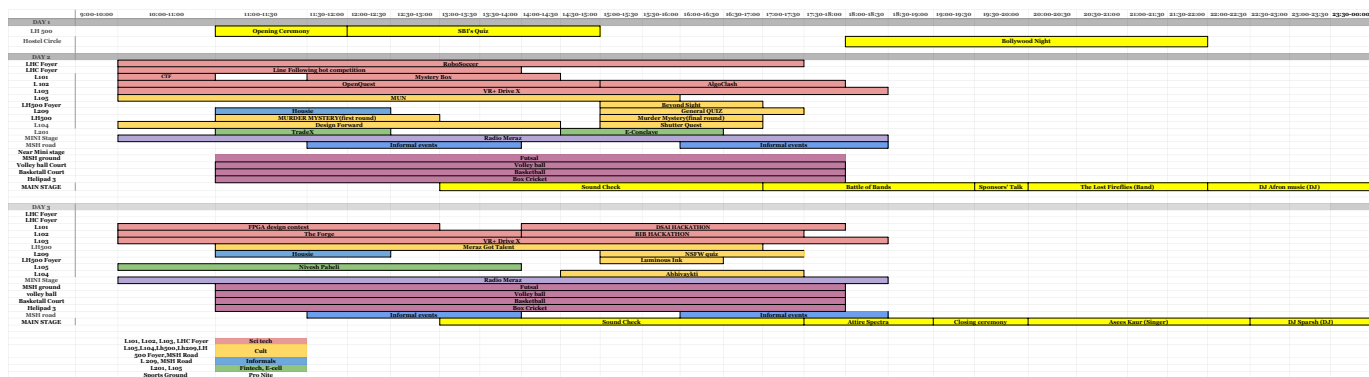 9:00-10:00 10:00-11:00 11:00-11:30 11:30-12:00 12:00-12:30 12:30-13:00 13:00-13:30 13:30-14:00 14:00-14:30 14:30-15:00 15:00-15:30 15:30-16:00 16:00-16:30 16:30-17:00 17:00-17:30 17:30-18:00 18:00-18:30 18:30-19:00 19:00-19:30 19:30-20:00 20:00-20:30 20:30-21:00 21:00-21:30 21:30-22:00 22:00-22:30 22:30-23:00 23:00-23:30 23:30-00:00
DAY 1
LH 500 Opening Ceremony SBI's Quiz
Hostel Circle Bollywood Night
DAY 2
LHC Foyer RoboSoccer
LHC Foyer Line Following bot competition
L101 CIF Mystery Box
L 102 OpenQuest AlgoClash
L103 VR+ Drive X
L105 MUN
LH500 Foyer Beyond Sight
L209 Housie General QUIZ
LH500 MURDER MYSTERY(first round) Murder Mystery(final round)
L104 Design Forward Shutter Quest
L201 TradeX E-Conclave
MINI Stage Radio Meraz
MSH road Informal events Informal events
Near Mini stage
MSH ground Futsal
Volley ball Court Volley ball
Basketall Court Basketball
Helipad 3 Box Cricket
MAIN STAGE Sound Check Battle of Bands Sponsors' Talk The Lost Fireflies (Band) DJ Afron music (DJ)
DAY 3
LHC Foyer
LHC Foyer
L101 FPGA design contest DSAI HACKATHON
L102 The Forge BIB HACKATHON
L103 VR+ Drive X
LH500 Meraz Got Talent
L209 Housie NSFW quiz
LH500 Foyer Luminous Ink
L105 Nivesh Paheli
L104 Abhivaykti
MINI Stage Radio Meraz
MSH ground Futsal
volley ball Volley ball
Basketall Court Basketball
Helipad 3 Box Cricket
MSH road Informal events Informal events
MAIN STAGE Sound Check Attire Spectra Closing ceremony Asees Kaur (Singer) DJ Sparsh (DJ)
L101, L102, L103, LHC Foyer Scitech
L105,L104,Lh500,Lh209,LH
500 Foyer,MSH Road Cult
L 209, MSH Road Informals
L201, L105 Fintech, E-cell
Sports Ground Pro Nite